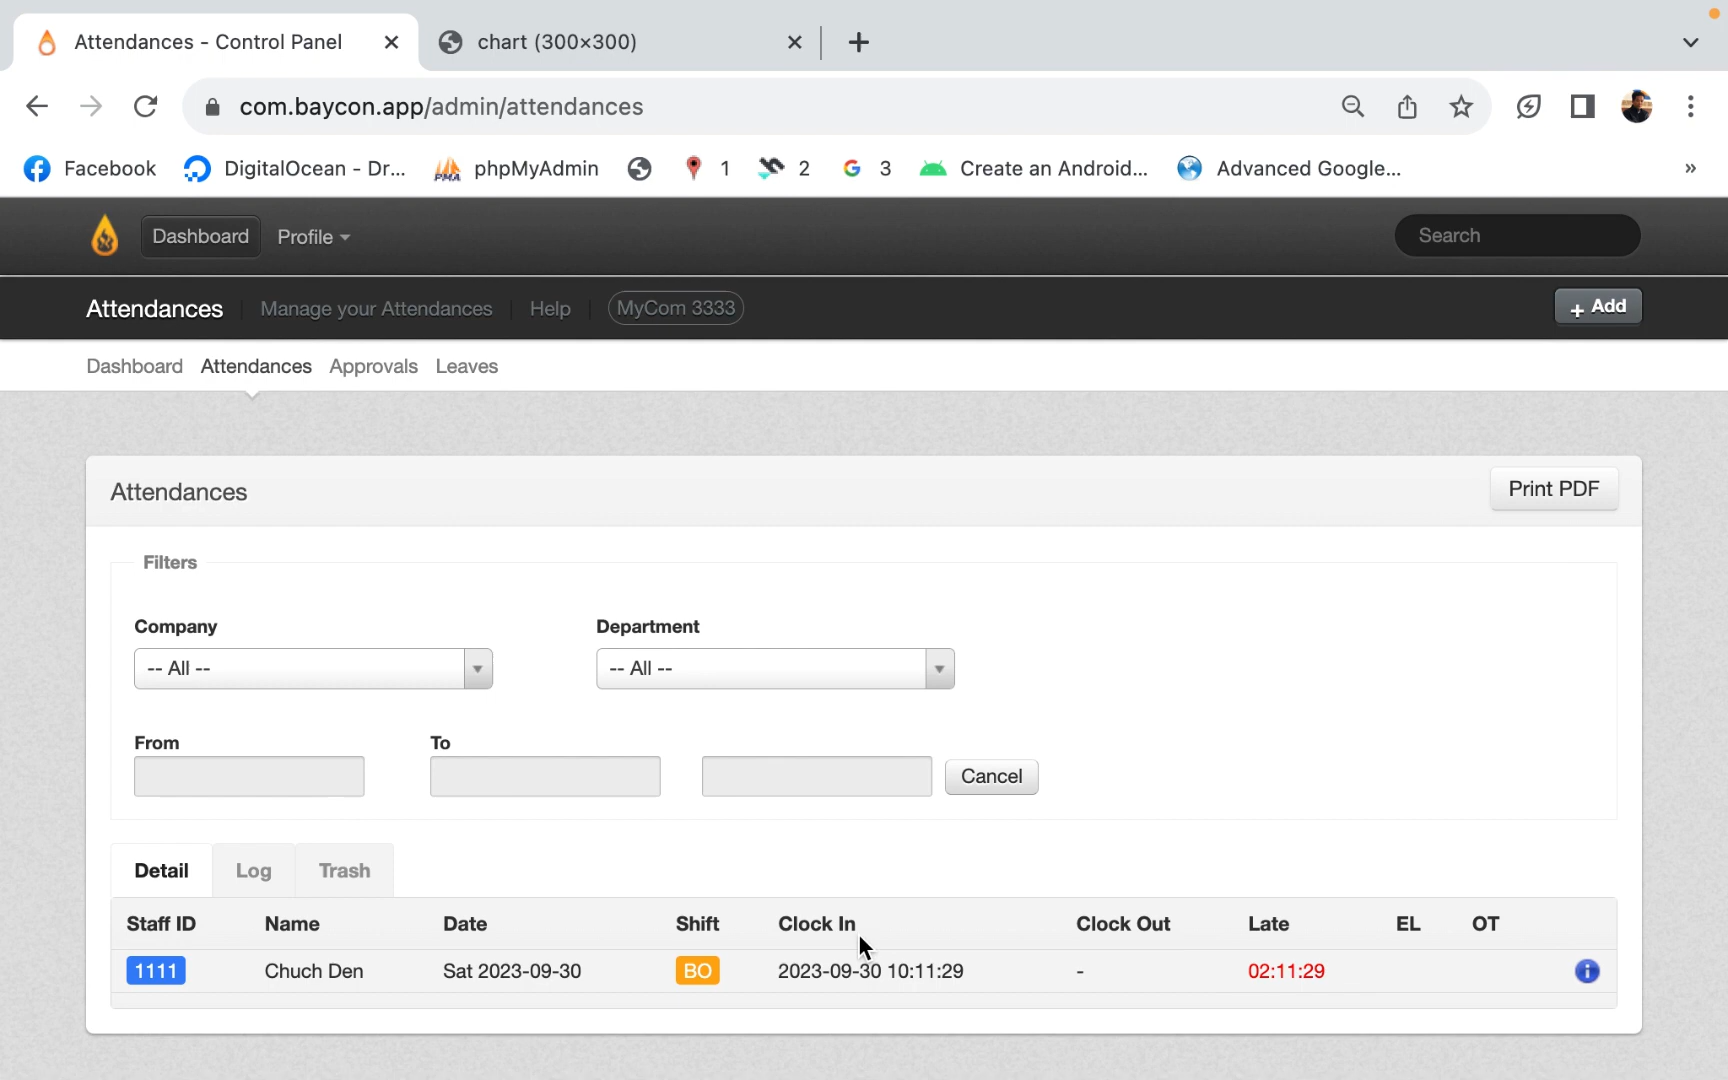 Attendances - Control Panel
chart (300×300)
com.baycon.app/admin/attendances
Facebook
DigitalOcean - Dr...
PMA
phpMyAdmin
1
2
3
Create an Android...
Advanced Google...
»
Dashboard
Profile
Search
Attendances
Manage your Attendances
Help
MyCom 3333
+ Add
Dashboard
Attendances
Approvals
Leaves
Attendances
Print PDF
Filters
Company
Department
-- All --
-- All --
From
To
Cancel
Detail
Log
Trash
Staff ID Name Date Shift Clock In Clock Out Late EL OT
1111 Chuch Den Sat 2023-09-30 BO 2023-09-30 10:11:29 - 02:11:29